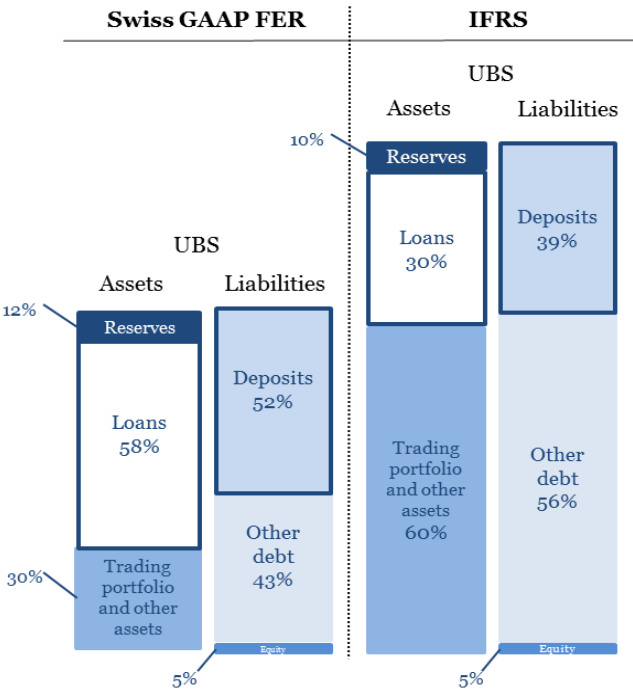 Swiss GAAP FER
IFRS
UBS
Assets
Liabilities
12%
Reserves
Loans
58%
30%
Trading
portfolio
and other
assets
Deposits
52%
Other
debt
43%
Equity
5%
UBS
Assets
Liabilities
10%
Reserves
Loans
30%
Trading
portfolio
and other
assets
60%
Deposits
39%
Other
debt
56%
Equity
5%